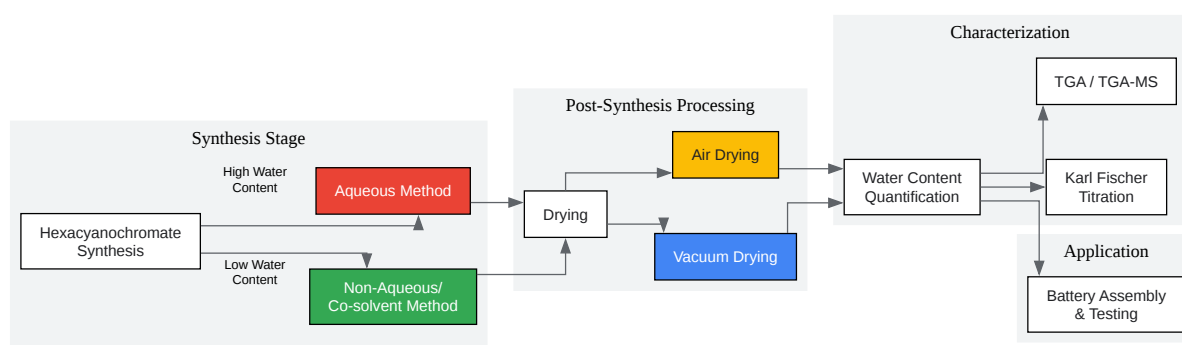 Synthesis Stage
High Water
Content
Low Water
Content
Hexacyanochromate
Synthesis
Aqueous Method
Non-Aqueous/
Co-solvent Method
Post-Synthesis Processing
Drying
Air Drying
Vacuum Drying
Characterization
Water Content
Quantification
TGA / TGA-MS
Karl Fischer
Titration
Application
Battery Assembly
& Testing